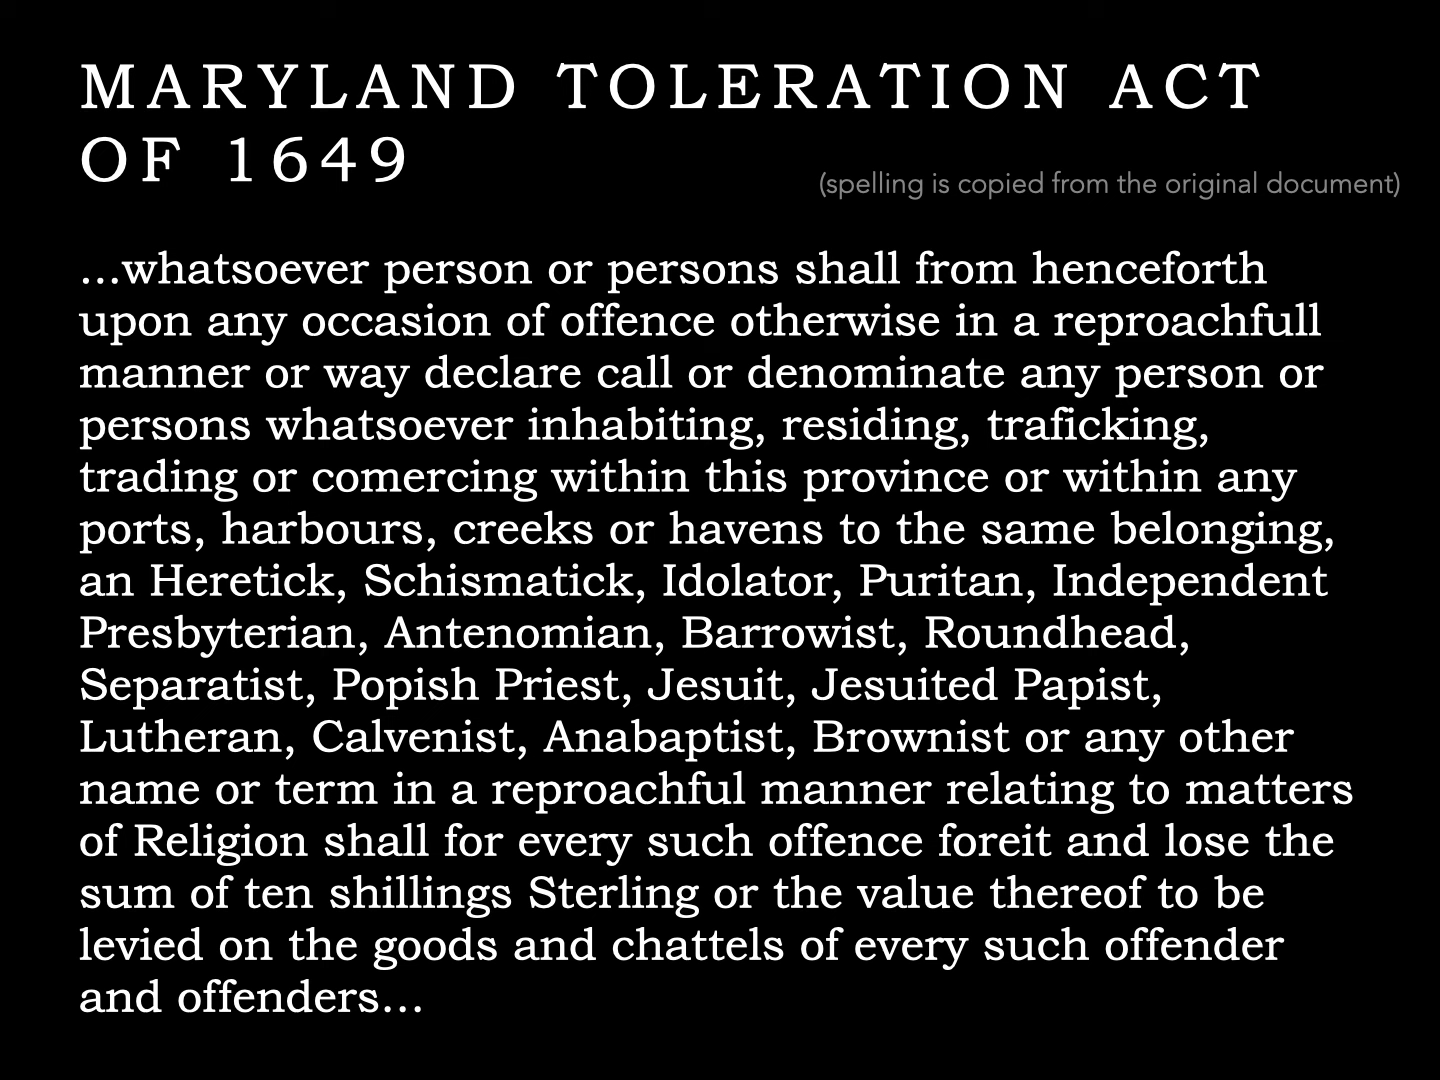 MARYLAND TOLERATION ACT
OF 1649
(spelling is copied from the original document)
…whatsoever person or persons shall from henceforth
upon any occasion of offence otherwise in a reproachfull
manner or way declare call or denominate any person or
persons whatsoever inhabiting, residing, traficking,
trading or comercing within this province or within any
ports, harbours, creeks or havens to the same belonging,
an Heretick, Schismatick, Idolator, Puritan, Independent
Presbyterian, Antenomian, Barrowist, Roundhead,
Separatist, Popish Priest, Jesuit, Jesuited Papist,
Lutheran, Calvenist, Anabaptist, Brownist or any other
name or term in a reproachful manner relating to matters
of Religion shall for every such offence foreit and lose the
sum of ten shillings Sterling or the value thereof to be
levied on the goods and chattels of every such offender
and offenders…